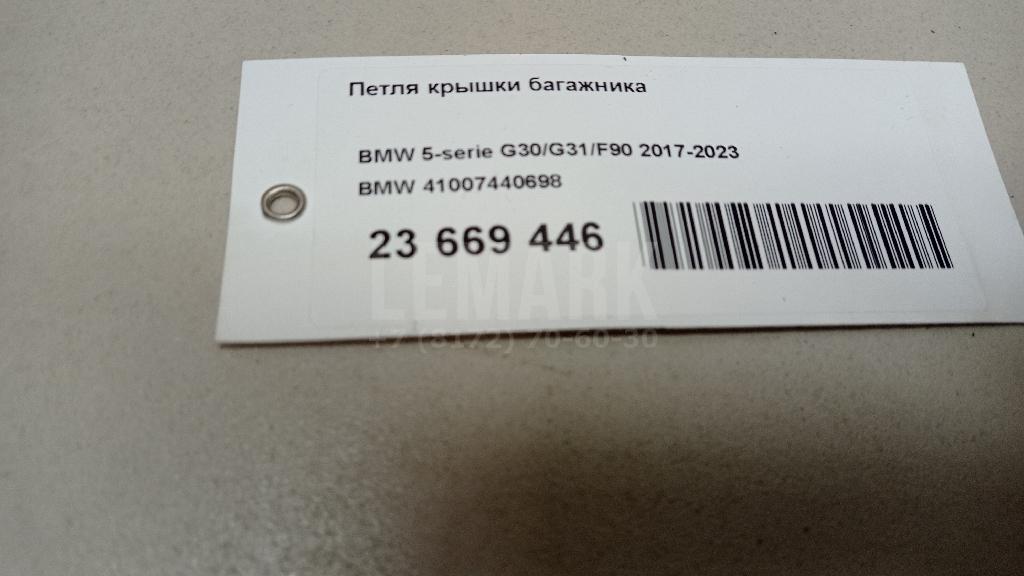 Петля крышки багажника
BMW 5-serie G30/G31/F90 2017-2023
BMW 41007440698
23 669 446
LEMARK
+7 (8172) 70-60-30